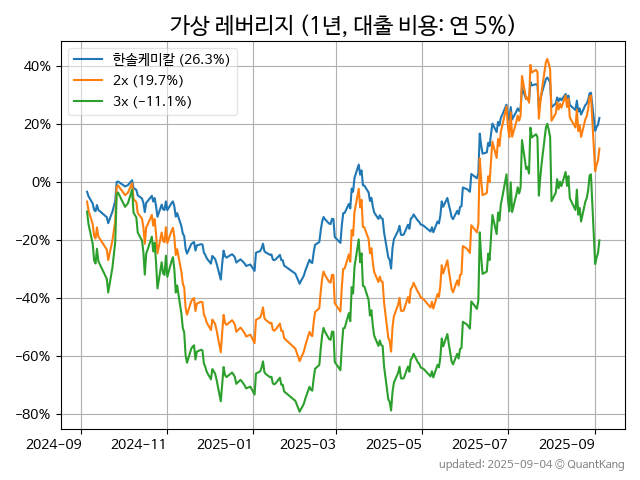 가상 레버리지 (1년, 대출 비용: 연 5%)
한솔케미칼 (26.3%)
2x (19.7%)
3x (−11.1%)
40%
20%
0%
−20%
−40%
−60%
−80%
2024-09
2024-11
2025-01
2025-03
2025-05
2025-07
2025-09
updated: 2025-09-04 © QuantKang